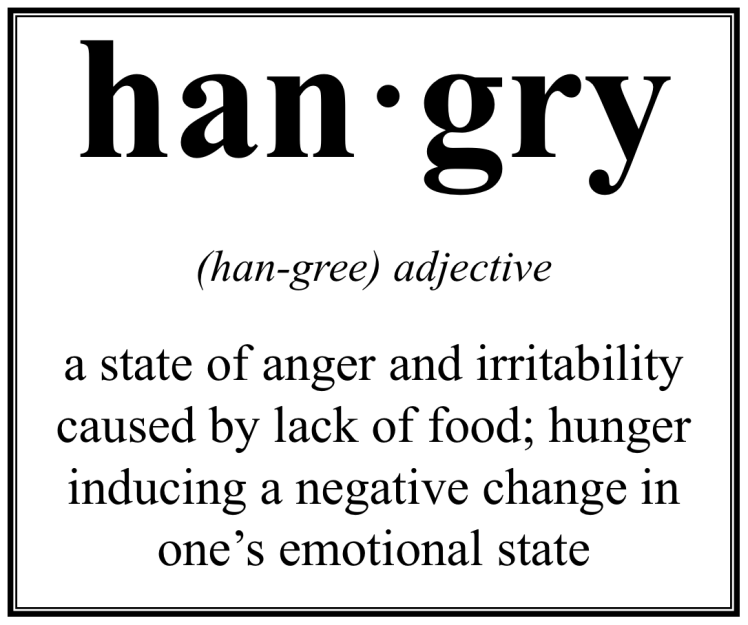 han·gry
(han-gree) adjective
a state of anger and irritability
caused by lack of food; hunger
inducing a negative change in
one’s emotional state